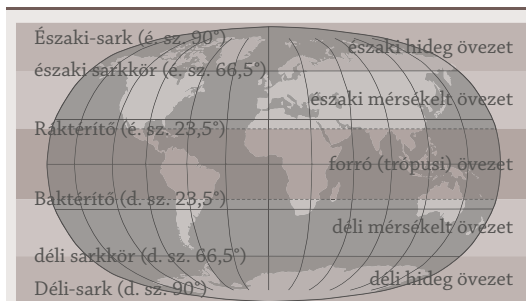 Északi-sark (é. sz. 90°)
északi hideg övezet
északi sarkkör (é. sz. 66,5°)
északi mérsékelt övezet
Ráktérítő (é. sz. 23,5°)
forró (trópusi) övezet
Baktérítő (d. sz. 23,5°)
déli mérsékelt övezet
déli sarkkör (d. sz. 66,5°)
déli hideg övezet
Déli-sark (d. sz. 90°)